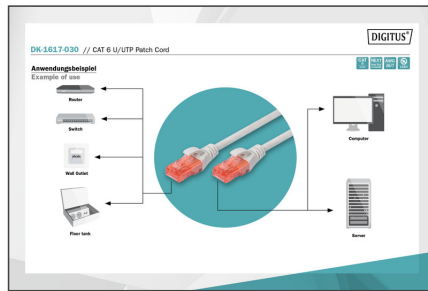 DIGITUS®
DK-1617-030 // CAT 6 U/UTP Patch Cord
Anwendungsbeispiel
Example of use
Router
Switch
Wall Outlet
Floor tank
Computer
Server